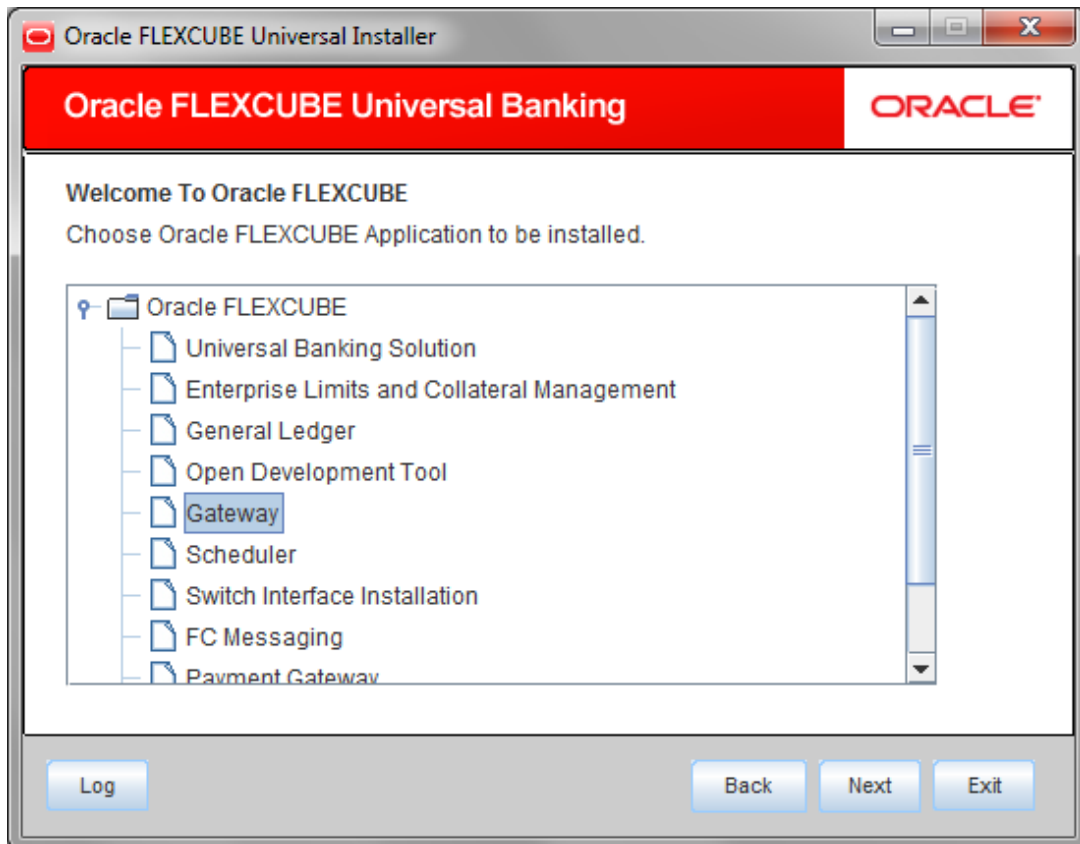 Oracle FLEXCUBE Universal Installer
Oracle FLEXCUBE Universal Banking
ORACLE
Welcome To Oracle FLEXCUBE
Choose Oracle FLEXCUBE Application to be installed.
Oracle FLEXCUBE
Universal Banking Solution
Enterprise Limits and Collateral Management
General Ledger
Open Development Tool
Gateway
Scheduler
Switch Interface Installation
FC Messaging
Payment Gateway
Log Back Next Exit